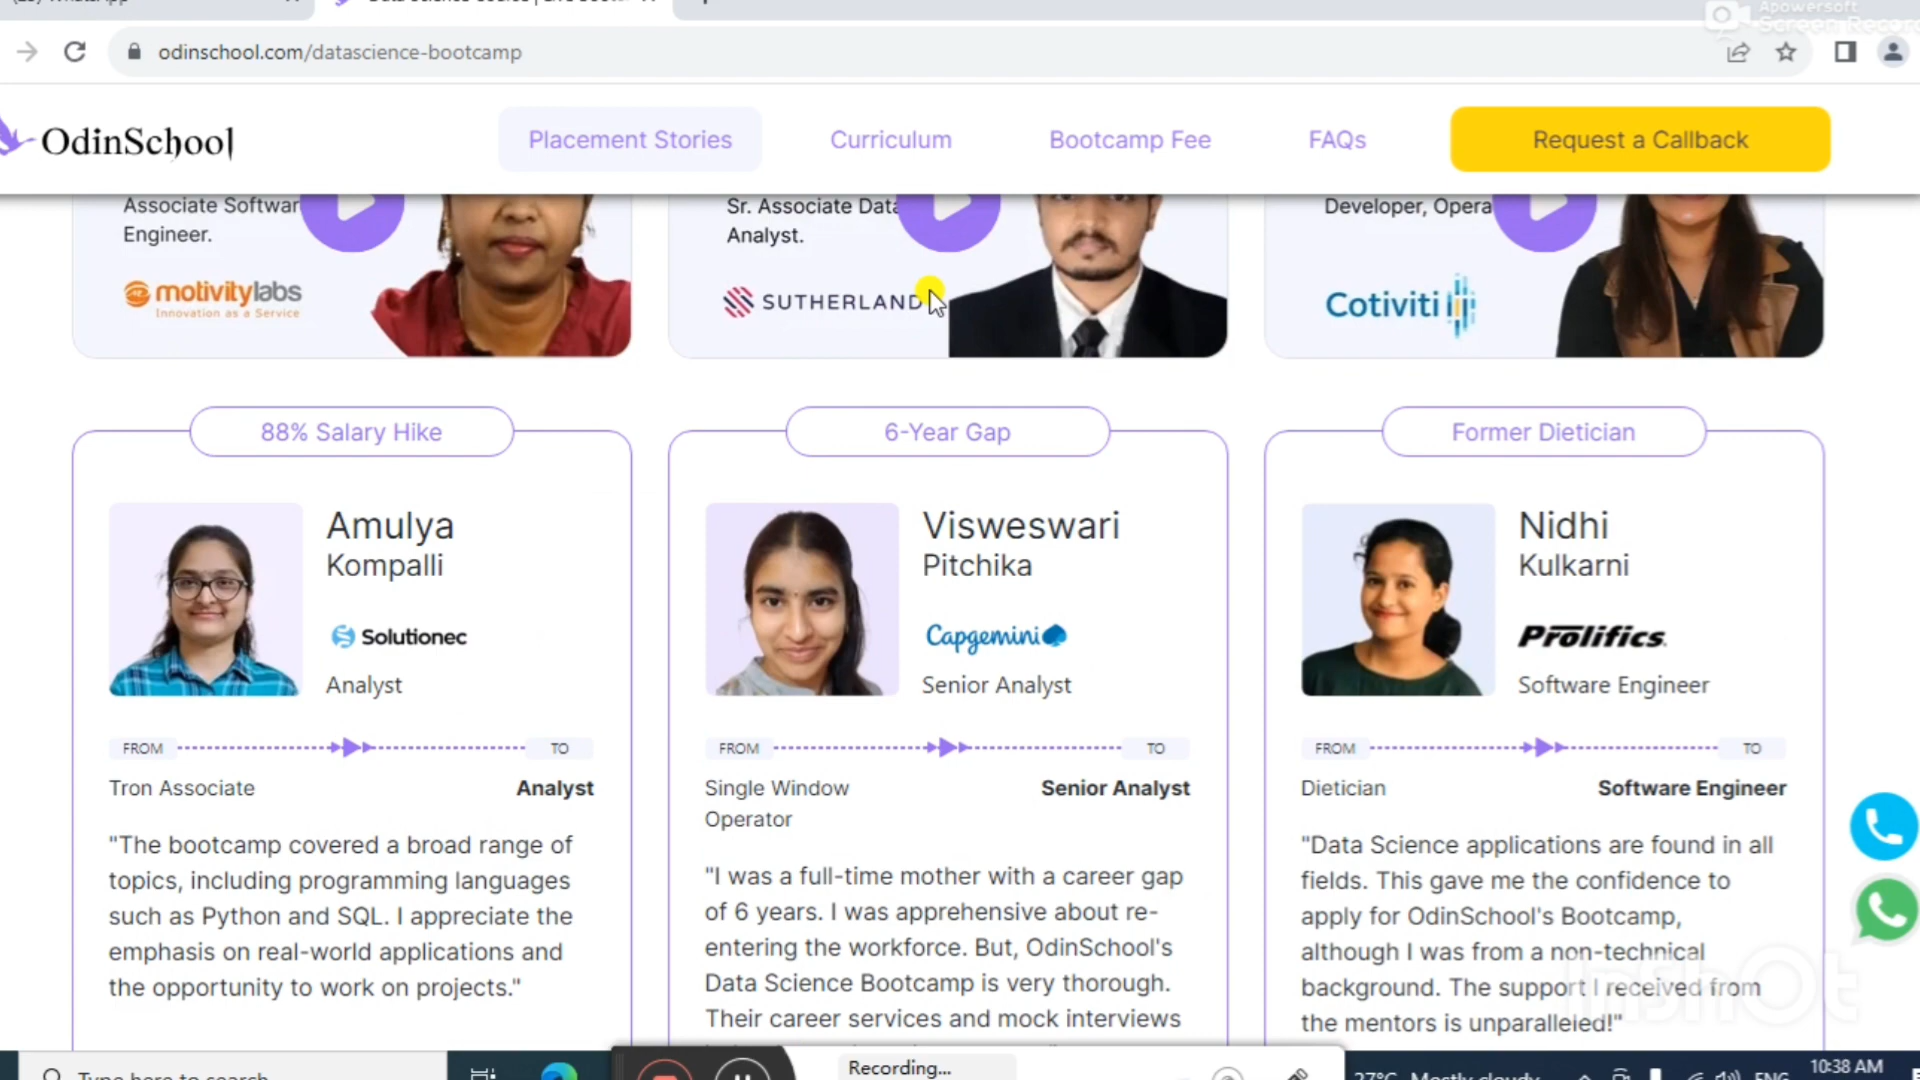 odinschool.com/datascience-bootcamp
Apowersoft
OdinSchool
Placement Stories
Curriculum
Bootcamp Fee
FAQs
Request a Callback
Associate Softwar
Engineer.
motivitylabs
Innovation as a Service
Sr. Associate Data
Analyst.
SUTHERLAND
Developer, Opera
Cotiviti
88% Salary Hike
Amulya
Kompalli
Solutionec
Analyst
FROM
TO
Tron Associate
Analyst
"The bootcamp covered a broad range of
topics, including programming languages
such as Python and SQL. I appreciate the
emphasis on real-world applications and
the opportunity to work on projects."
6-Year Gap
Visweswari
Pitchika
Capgemini
Senior Analyst
FROM
TO
Single Window
Operator
Senior Analyst
"I was a full-time mother with a career gap
of 6 years. I was apprehensive about re-
entering the workforce. But, OdinSchool's
Data Science Bootcamp is very thorough.
Their career services and mock interviews
Former Dietician
Nidhi
Kulkarni
Prolifics
Software Engineer
FROM
TO
Dietician
Software Engineer
"Data Science applications are found in all
fields. This gave me the confidence to
apply for OdinSchool's Bootcamp,
although I was from a non-technical
background. The support I received from
the mentors is unparalleled!"
InShOt
Type here to search
Recording...
27°C Mostly cloudy
ENG
10:38 AM